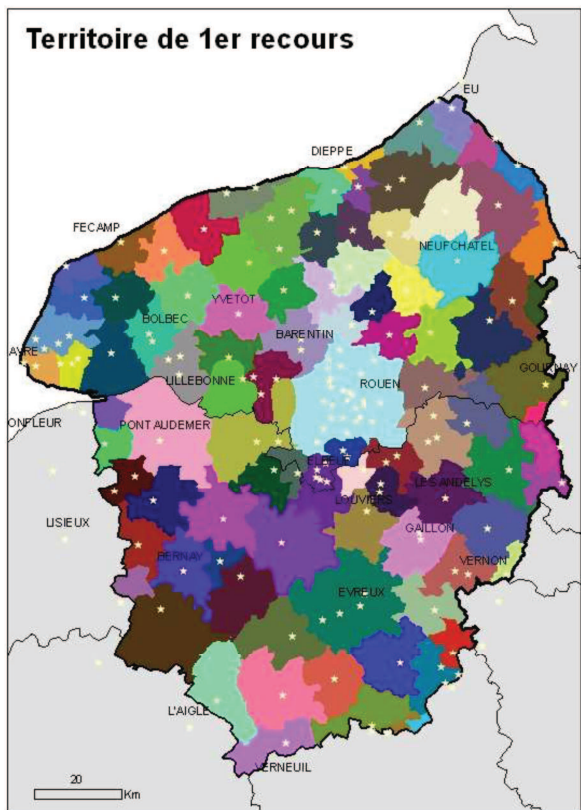 Territoire de 1er recours
EU
DIEPPE
FECAMP
NEUFCHATEL
YVETOT
BOLBEC
BARENTIN
AVRE
LILLEBONNE
ROUEN
GOURNAY
ONFLEUR
PONT AUDEMER
ELBEUF
LES ANDELYS
LOUVIERS
LISIEUX
GAILLON
BERNAY
VERNON
EVREUX
L'AIGLE
VERNEUIL
20
Km